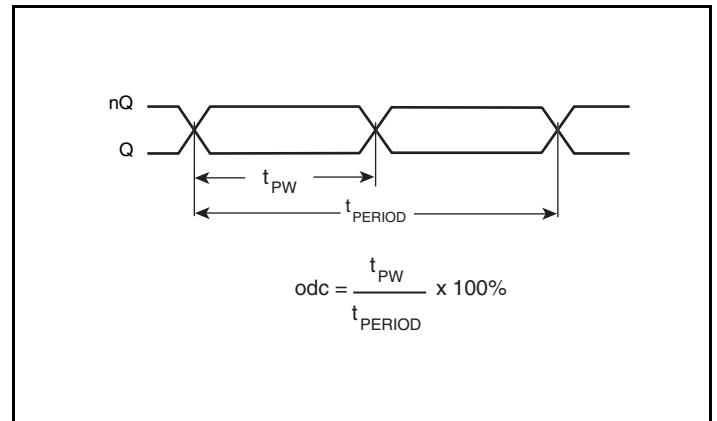 nQ
Q
tPW
tPERIOD
odc = tPW / tPERIOD x 100%